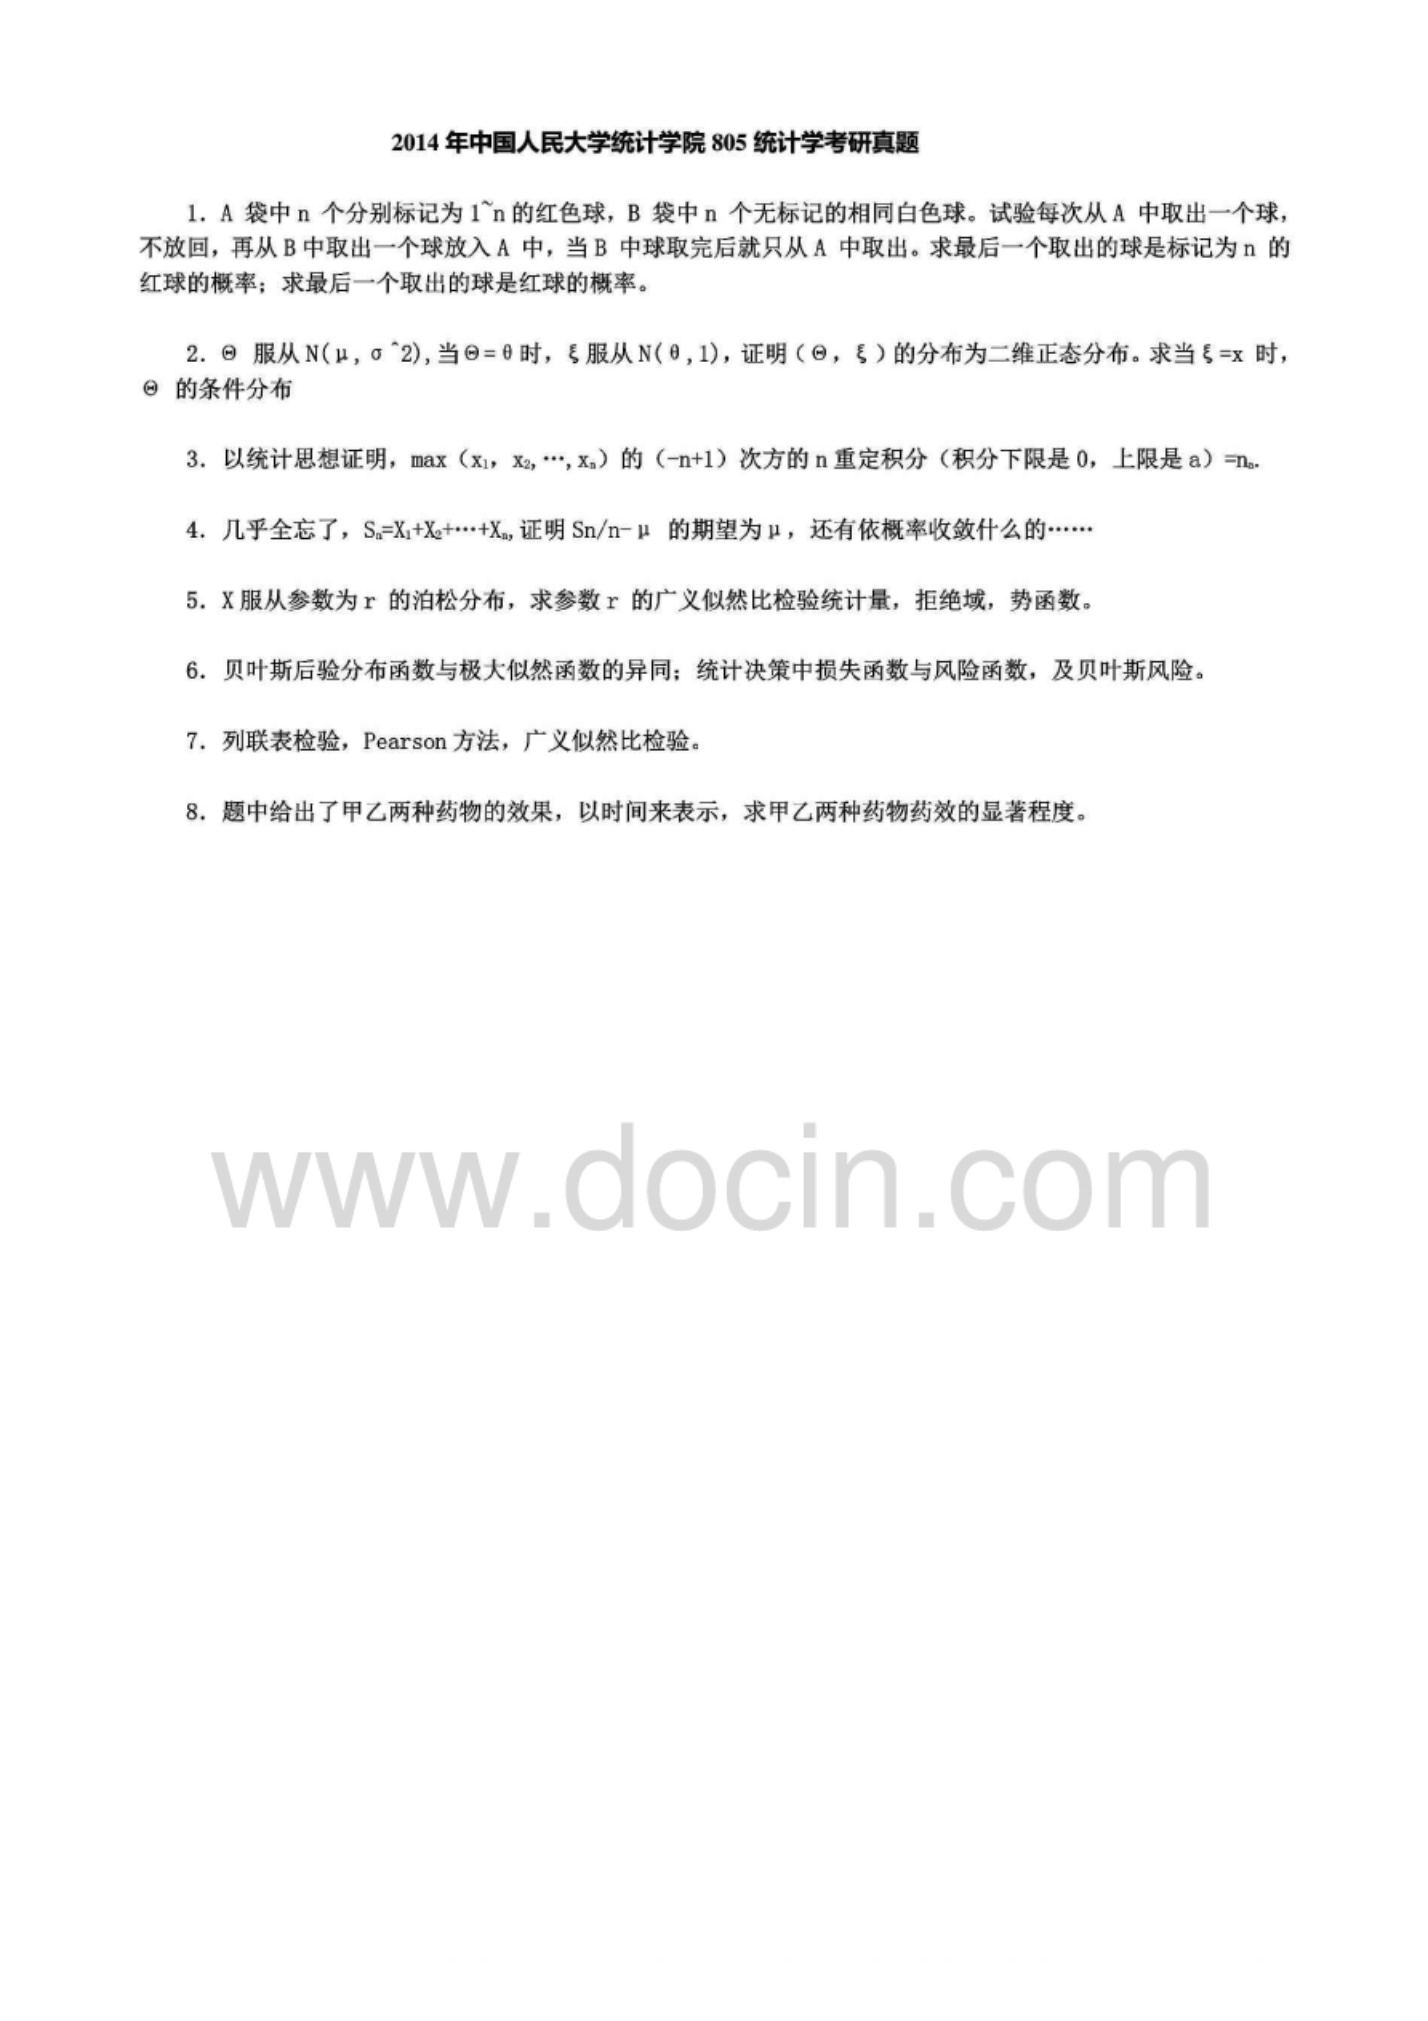 2014 年中国人民大学统计学院 805 统计学考研真题
1. A 袋中 n 个分别标记为 1~n 的红色球，B 袋中 n 个无标记的相同白色球。试验每次从 A 中取出一个球，
不放回，再从 B 中取出一个球放入 A 中，当 B 中球取完后就只从 A 中取出。求最后一个取出的球是标记为 n 的
红球的概率；求最后一个取出的球是红球的概率。
2. Θ 服从 N(μ,σ^2),当Θ=θ时，ξ服从 N(θ,1)，证明（Θ，ξ）的分布为二维正态分布。求当ξ=x 时，
Θ 的条件分布
3. 以统计思想证明，max（x₁，x₂,…,xₙ）的（-n+1）次方的 n 重定积分（积分下限是 0，上限是 a）=nₐ.
4. 几乎全忘了，Sₙ=X₁+X₂+…+Xₙ,证明 Sn/n-μ 的期望为μ，还有依概率收敛什么的……
5. X 服从参数为 r 的泊松分布，求参数 r 的广义似然比检验统计量，拒绝域，势函数。
6. 贝叶斯后验分布函数与极大似然函数的异同；统计决策中损失函数与风险函数，及贝叶斯风险。
7. 列联表检验，Pearson 方法，广义似然比检验。
8. 题中给出了甲乙两种药物的效果，以时间来表示，求甲乙两种药物药效的显著程度。
www.docin.com